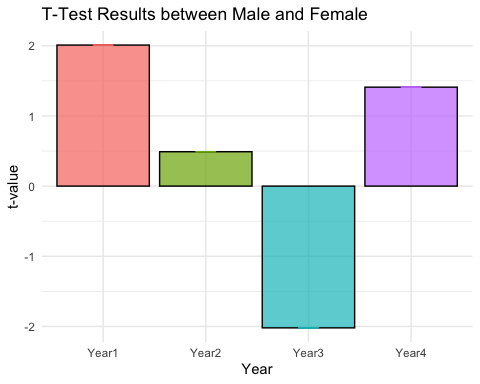 T-Test Results between Male and Female
t-value
2
1
0
-1
-2
Year1 Year2 Year3 Year4
Year